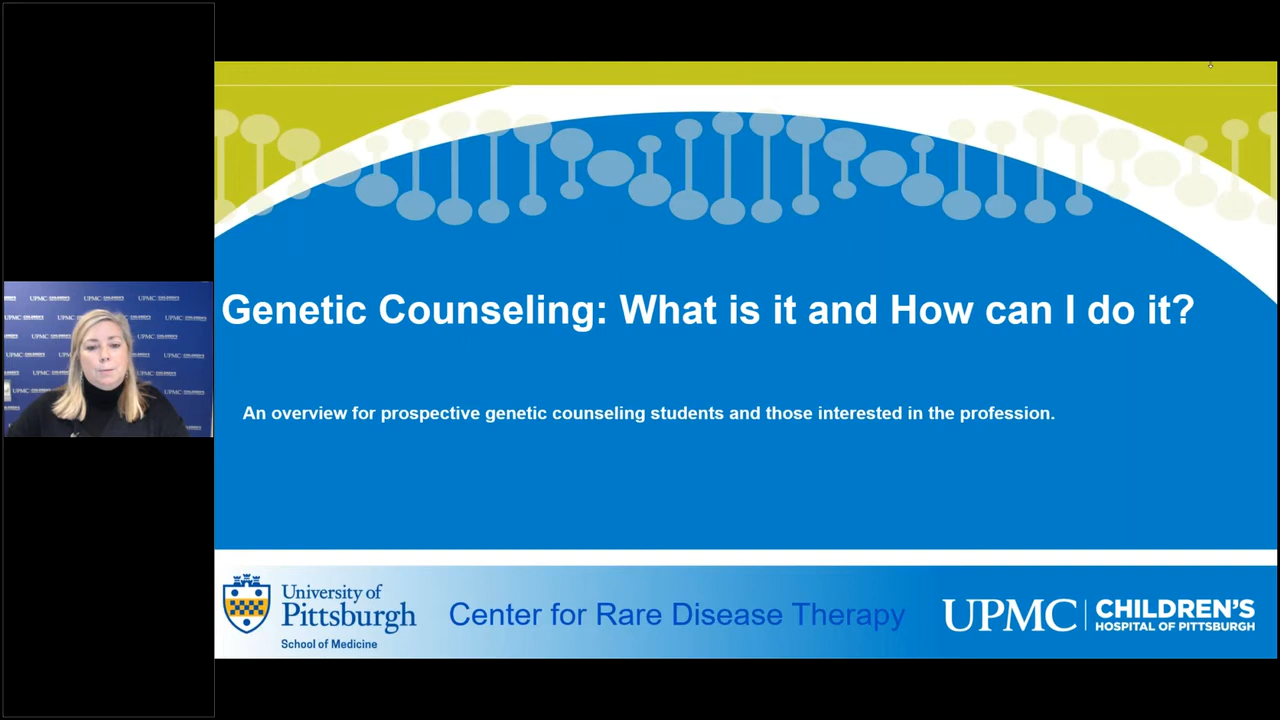 Genetic Counseling: What is it and How can I do it?
An overview for prospective genetic counseling students and those interested in the profession.
University of
Pittsburgh
School of Medicine
Center for Rare Disease Therapy
UPMC CHILDREN'S
HOSPITAL OF PITTSBURGH